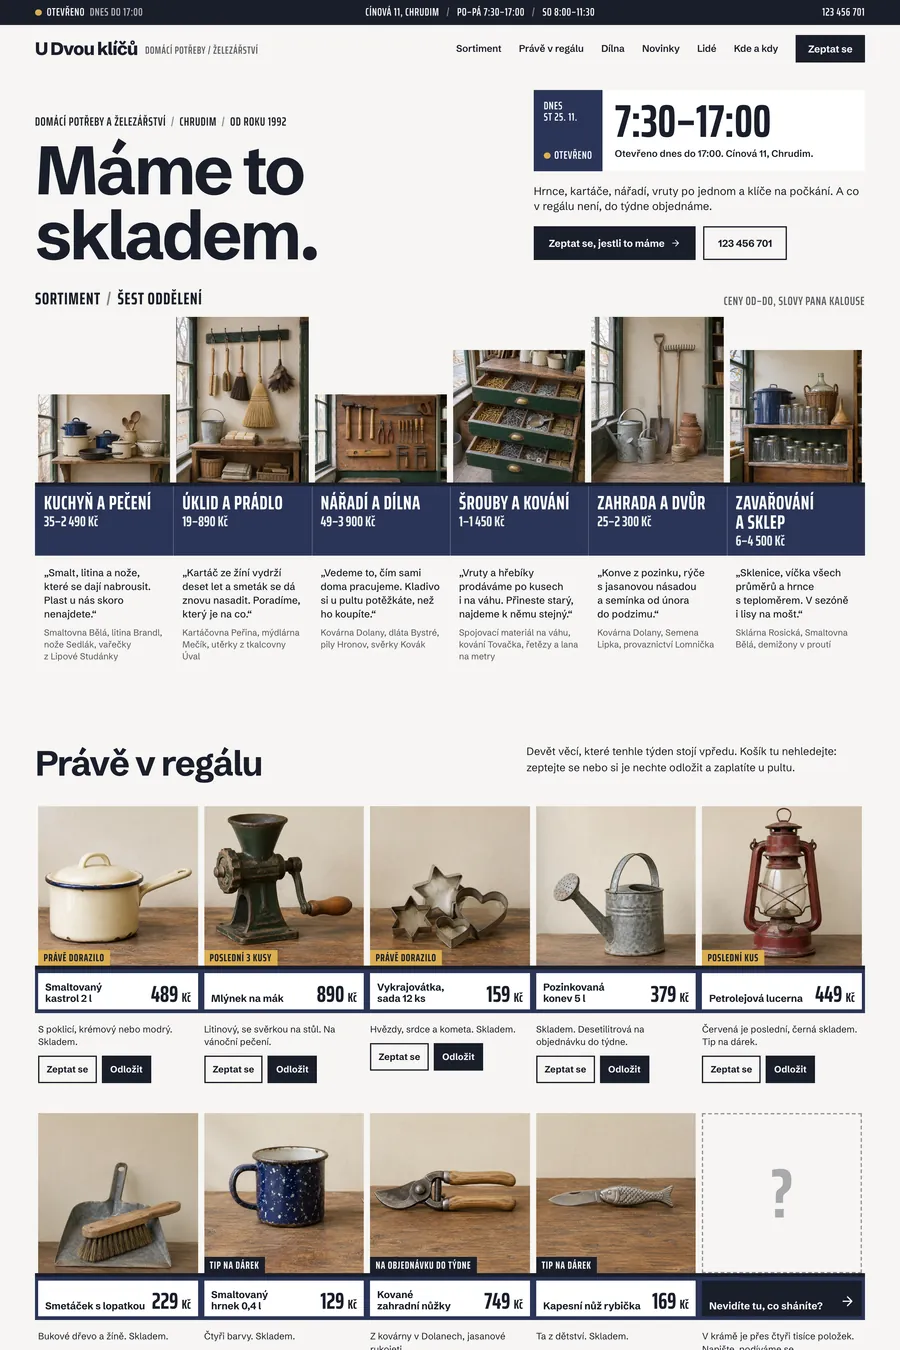 OTEVŘENO DNES DO 17:00
CÍNOVÁ 11, CHRUDIM / PO–PÁ 7:30–17:00 / SO 8:00–11:30
123 456 701
U Dvou klíčů DOMÁCÍ POTŘEBY / ŽELEZÁŘSTVÍ
Sortiment Právě v regálu Dílna Novinky Lidé Kde a kdy Zeptat se
DOMÁCÍ POTŘEBY A ŽELEZÁŘSTVÍ / CHRUDIM / OD ROKU 1992
Máme to
skladem.
DNES
ST 25. 11.
OTEVŘENO
7:30–17:00
Otevřeno dnes do 17:00. Cínová 11, Chrudim.
Hrnce, kartáče, nářadí, vruty po jednom a klíče na počkání. A co
v regálu není, do týdne objednáme.
Zeptat se, jestli to máme →
123 456 701
SORTIMENT / ŠEST ODDĚLENÍ
CENY OD–DO, SLOVY PANA KALOUSE
KUCHYŇ A PEČENÍ
35–2 490 Kč
ÚKLID A PRÁDLO
19–890 Kč
NÁŘADÍ A DÍLNA
49–3 900 Kč
ŠROUBY A KOVÁNÍ
1–1 450 Kč
ZAHRADA A DVŮR
25–2 300 Kč
ZAVAŘOVÁNÍ
A SKLEP
6–4 500 Kč
„Smalt, litina a nože,
které se dají nabrousit.
Plast u nás skoro
nenajdete.“
Smaltovna Bělá, litina Brandl,
nože Sedlák, vařečky
z Lipové Studánky
„Kartáč ze žíní vydrží
deset let a smeták se dá
znovu nasadit. Poradíme,
který je na co.“
Kartáčovna Peřina, mýdlárna
Mečík, utěrky z tkalcovny
Úval
„Vedeme to, čím sami
doma pracujeme. Kladivo
si u pultu potěžkáte, než
ho koupíte.“
Kovárna Dolany, dláta Bystré,
pily Hronov, svěrky Kovák
„Vruty a hřebíky
prodáváme po kusech
i na váhu. Přineste starý,
najdeme k němu stejný.“
Spojovací materiál na váhu,
kování Tovačka, řetězy a lana
na metry
„Konve z pozinku, rýče
s jasanovou násadou
a semínka od února
do podzimu.“
Kovárna Dolany, Semena
Lipka, provaznictví Lomnička
„Sklenice, víčka všech
průměrů a hrnce
s teploměrem. V sezóně
i lisy na mošt.“
Sklárna Rosická, Smaltovna
Bělá, demižony v proutí
Právě v regálu
Devět věcí, které tenhle týden stojí vpředu. Košík tu nehledejte:
zeptejte se nebo si je nechte odložit a zaplatíte u pultu.
PRÁVĚ DORAZILO
Smaltovaný
kastrol 2 l
489 Kč
S poklicí, krémový nebo modrý.
Skladem.
Zeptat se Odložit
POSLEDNÍ 3 KUSY
Mlýnek na mák
890 Kč
Litinový, se svěrkou na stůl. Na
vánoční pečení.
Zeptat se Odložit
PRÁVĚ DORAZILO
Vykrajovátka,
sada 12 ks
159 Kč
Hvězdy, srdce a kometa. Skladem.
Zeptat se Odložit
Pozinkovaná
konev 5 l
379 Kč
Skladem. Desetilitrová na
objednávku do týdne.
Zeptat se Odložit
POSLEDNÍ KUS
Petrolejová lucerna
449 Kč
Červená je poslední, černá skladem.
Tip na dárek.
Zeptat se Odložit
Smetáček s lopatkou
229 Kč
Bukové dřevo a žíně. Skladem.
TIP NA DÁREK
Smaltovaný
hrnek 0,4 l
129 Kč
Čtyři barvy. Skladem.
NA OBJEDNÁVKU DO TÝDNE
Kované
zahradní nůžky
749 Kč
Z kovárny v Dolanech, jasanové
rukojeti.
TIP NA DÁREK
Kapesní nůž rybička
169 Kč
Ta z dětství. Skladem.
?
Nevidíte tu, co sháníte? →
V krámě je přes čtyři tisíce položek.
Napište, podíváme se